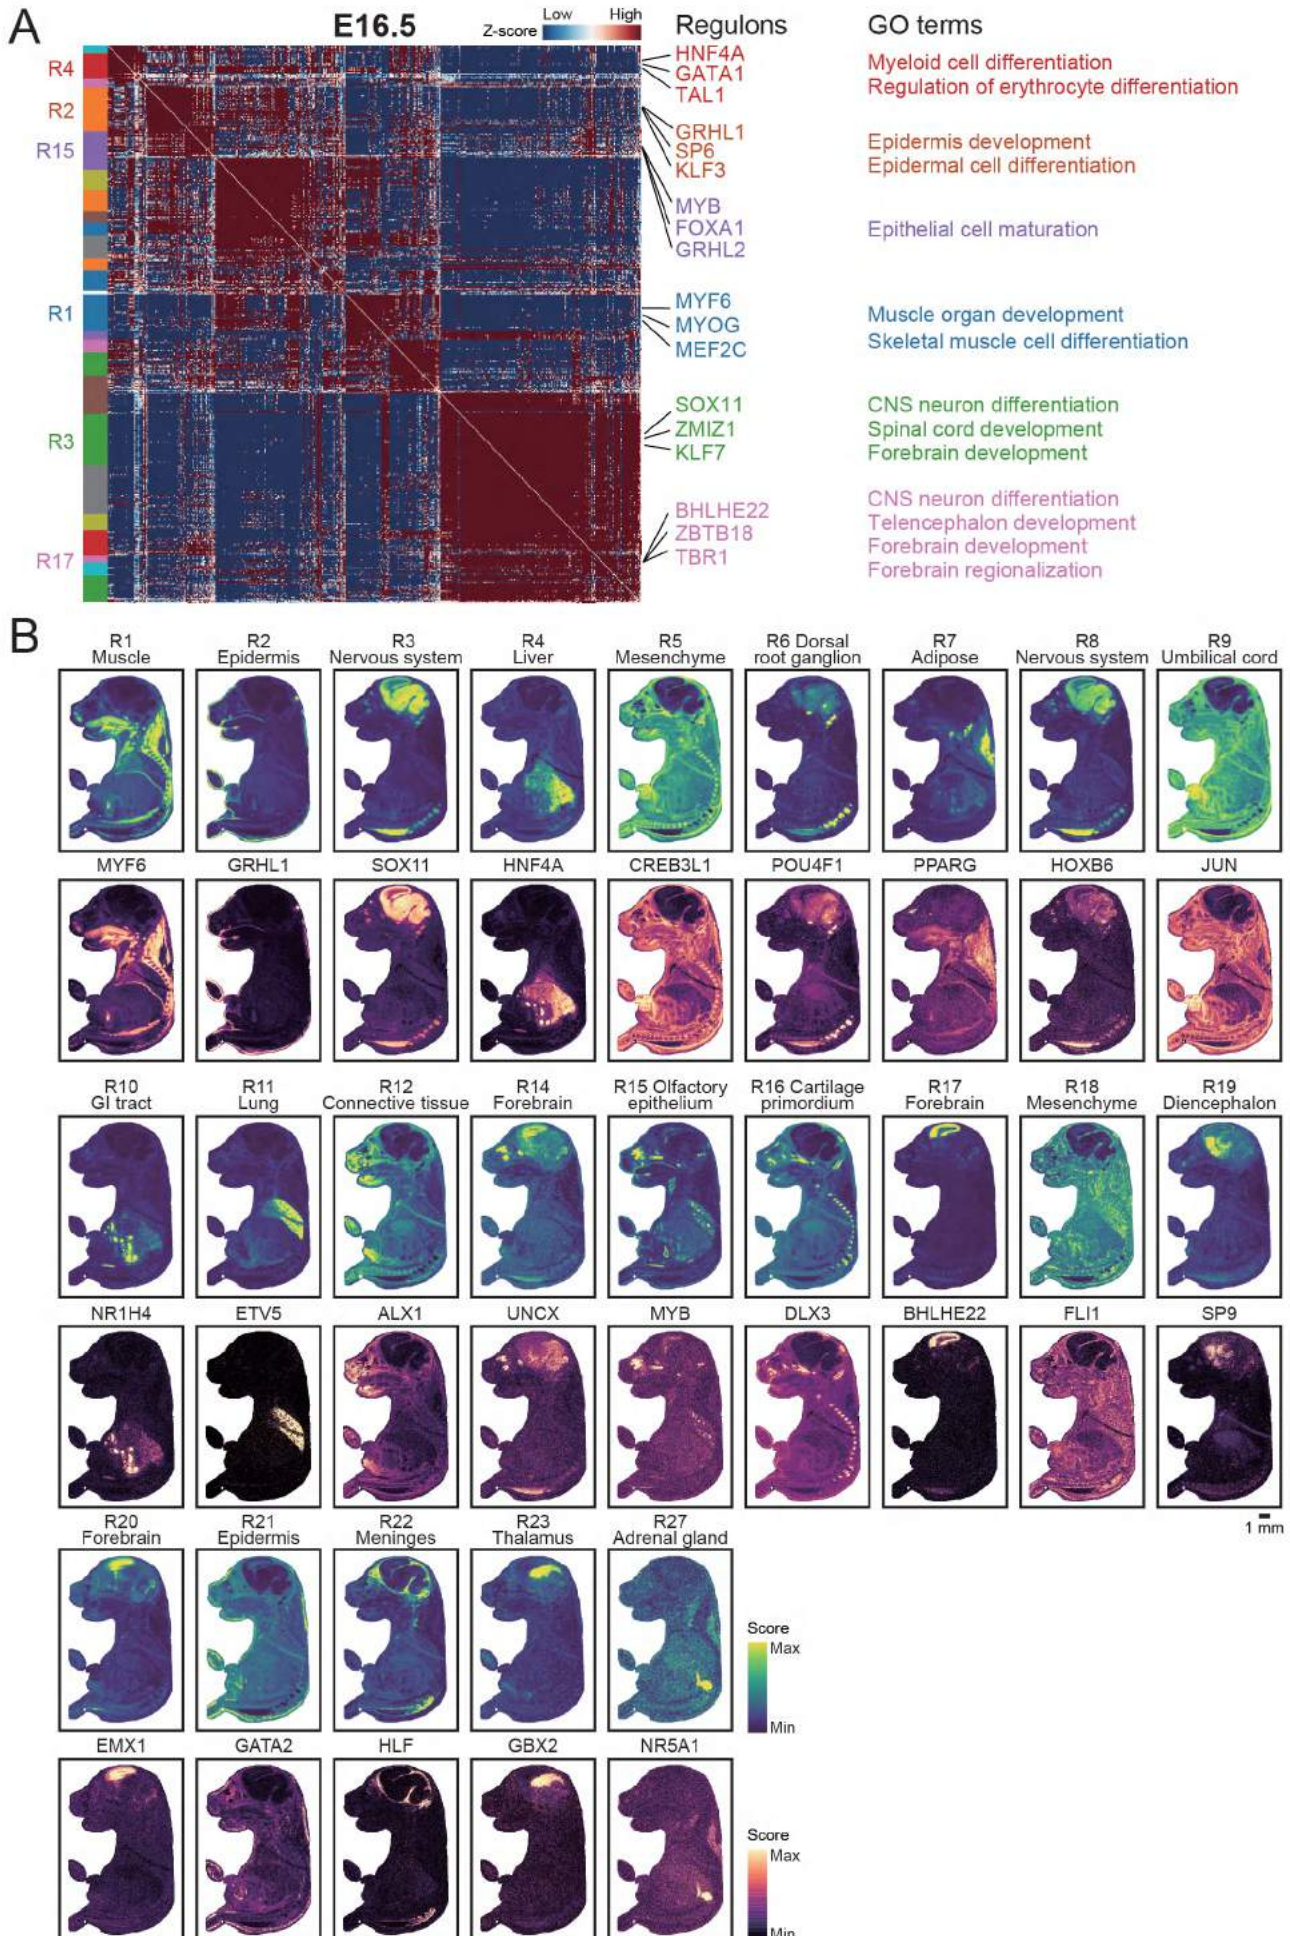 A
E16.5
Z-score
Low
High
Regulons
GO terms
R4
HNF4A
GATA1
TAL1
Myeloid cell differentiation
Regulation of erythrocyte differentiation
R2
GRHL1
SP6
KLF3
Epidermis development
Epidermal cell differentiation
R15
MYB
FOXA1
GRHL2
Epithelial cell maturation
R1
MYF6
MYOG
MEF2C
Muscle organ development
Skeletal muscle cell differentiation
R3
SOX11
ZMIZ1
KLF7
CNS neuron differentiation
Spinal cord development
Forebrain development
R17
BHLHE22
ZBTB18
TBR1
CNS neuron differentiation
Telencephalon development
Forebrain development
Forebrain regionalization
B
R1
Muscle
R2
Epidermis
R3
Nervous system
R4
Liver
R5
Mesenchyme
R6 Dorsal
root ganglion
R7
Adipose
R8
Nervous system
R9
Umbilical cord
MYF6
GRHL1
SOX11
HNF4A
CREB3L1
POU4F1
PPARG
HOXB6
JUN
R10
GI tract
R11
Lung
R12
Connective tissue
R14
Forebrain
R15 Olfactory
epithelium
R16 Cartilage
primordium
R17
Forebrain
R18
Mesenchyme
R19
Diencephalon
NR1H4
ETV5
ALX1
UNCX
MYB
DLX3
BHLHE22
FLI1
SP9
1 mm
R20
Forebrain
R21
Epidermis
R22
Meninges
R23
Thalamus
R27
Adrenal gland
Score
Max
Min
EMX1
GATA2
HLF
GBX2
NR5A1
Score
Max
Min